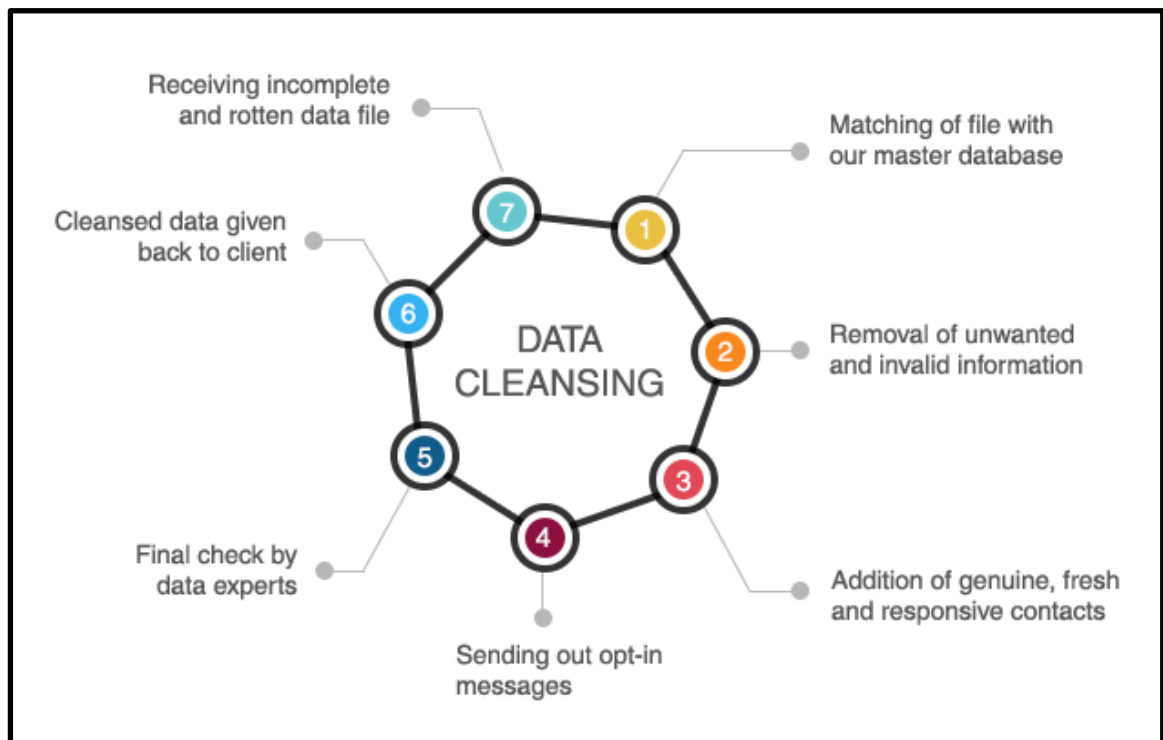 Receiving incomplete
and rotten data file
7
Matching of file with
our master database
1
Cleansed data given
back to client
6
DATA
CLEANSING
Removal of unwanted
and invalid information
2
5
3
Final check by
data experts
4
Addition of genuine, fresh
and responsive contacts
Sending out opt-in
messages